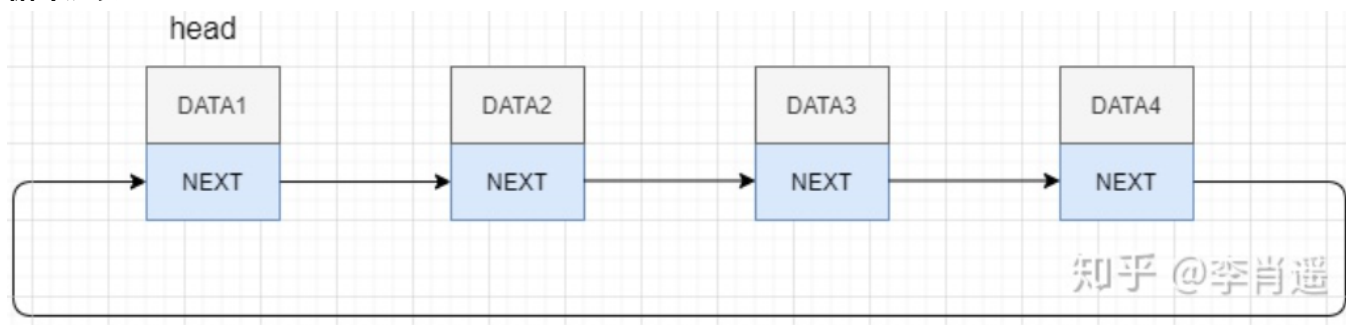 head
DATA1 DATA2 DATA3 DATA4
NEXT NEXT NEXT NEXT
知乎 @李肖遥